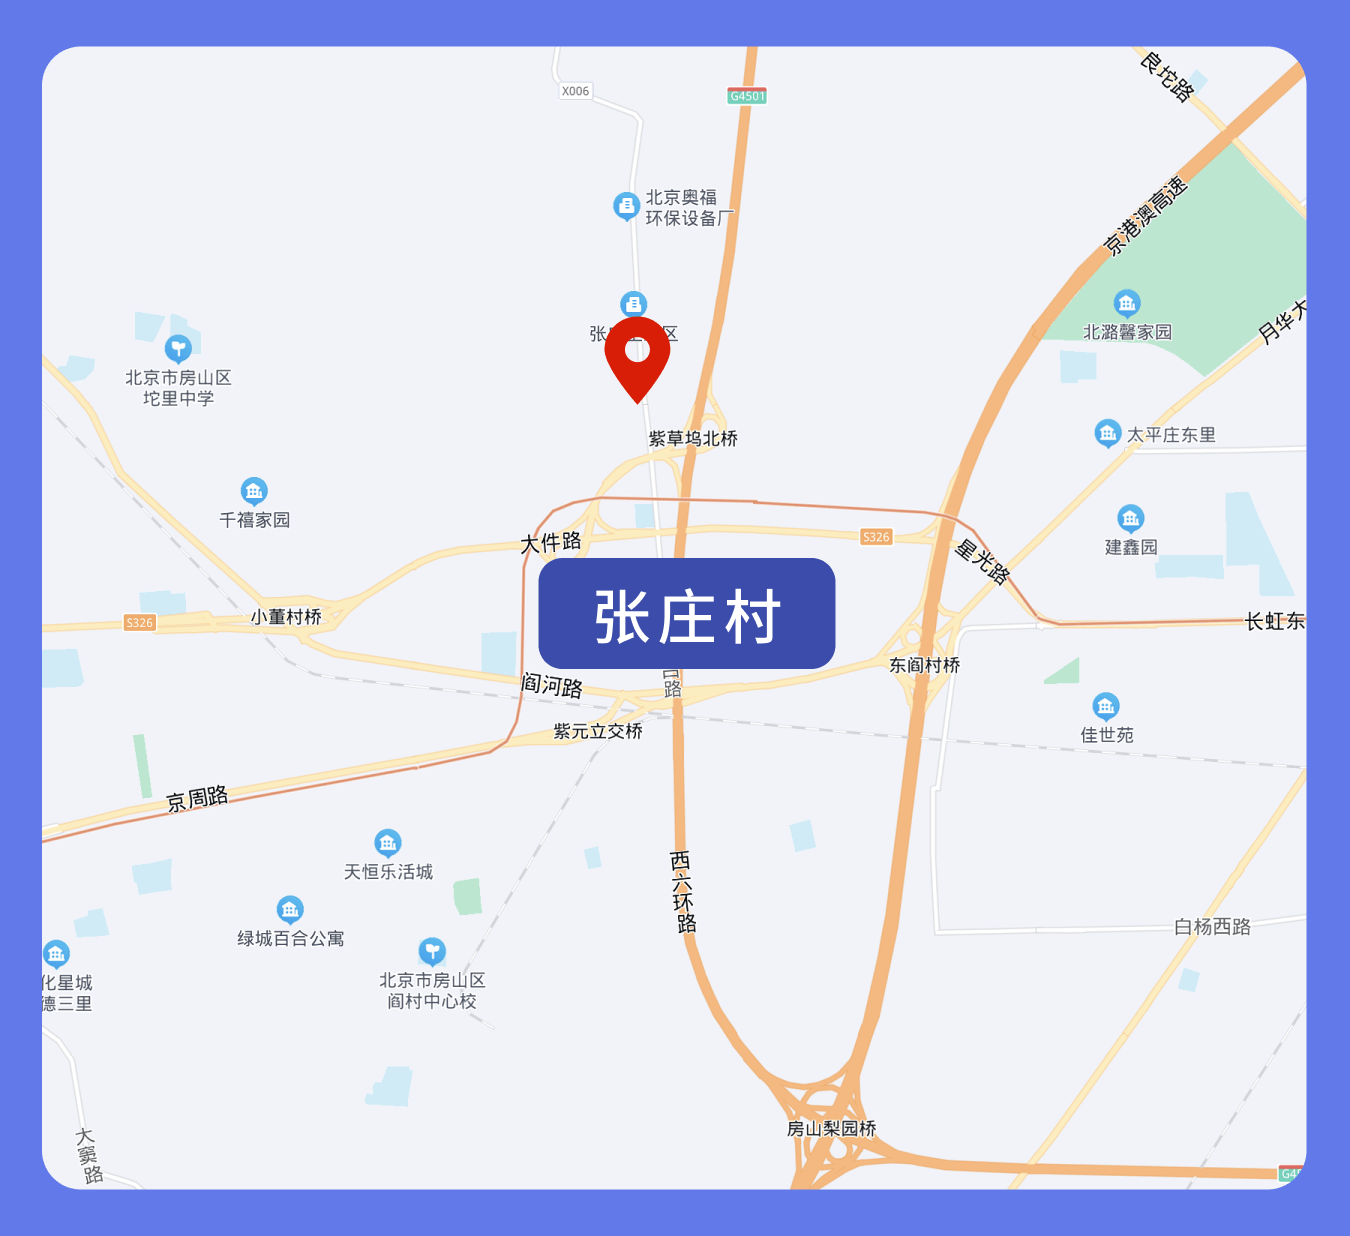 X006
G4501
良坨路
北京奥福
环保设备厂
京港澳高速
张
区
北潞馨家园
月华大
北京市房山区
坨里中学
紫草坞北桥
太平庄东里
千禧家园
大件路
S326
星光路
建鑫园
小董村桥
S326
张庄村
长虹东
东阎村桥
阎河路
路
紫元立交桥
佳世苑
京周路
天恒乐活城
西六环路
绿城百合公寓
白杨西路
化星城
德三里
北京市房山区
阎村中心校
大窦路
房山梨园桥
G45